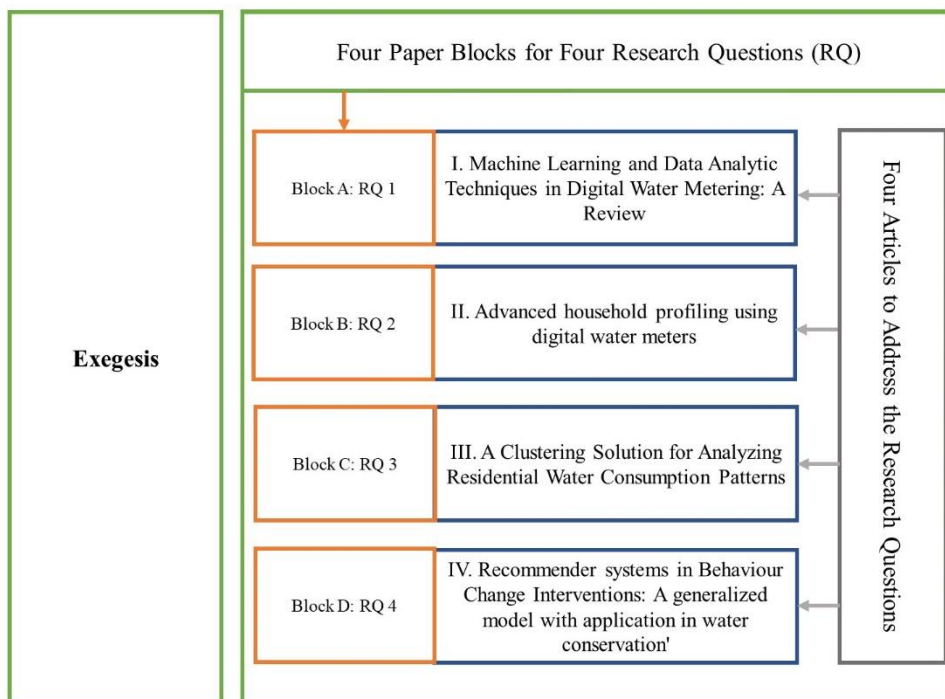 Four Paper Blocks for Four Research Questions (RQ)
Exegesis
Block A: RQ 1
I. Machine Learning and Data Analytic
Techniques in Digital Water Metering: A
Review
Block B: RQ 2
II. Advanced household profiling using
digital water meters
Block C: RQ 3
III. A Clustering Solution for Analyzing
Residential Water Consumption Patterns
Block D: RQ 4
IV. Recommender systems in Behaviour
Change Interventions: A generalized
model with application in water
conservation'
Four Articles to Address the Research Questions